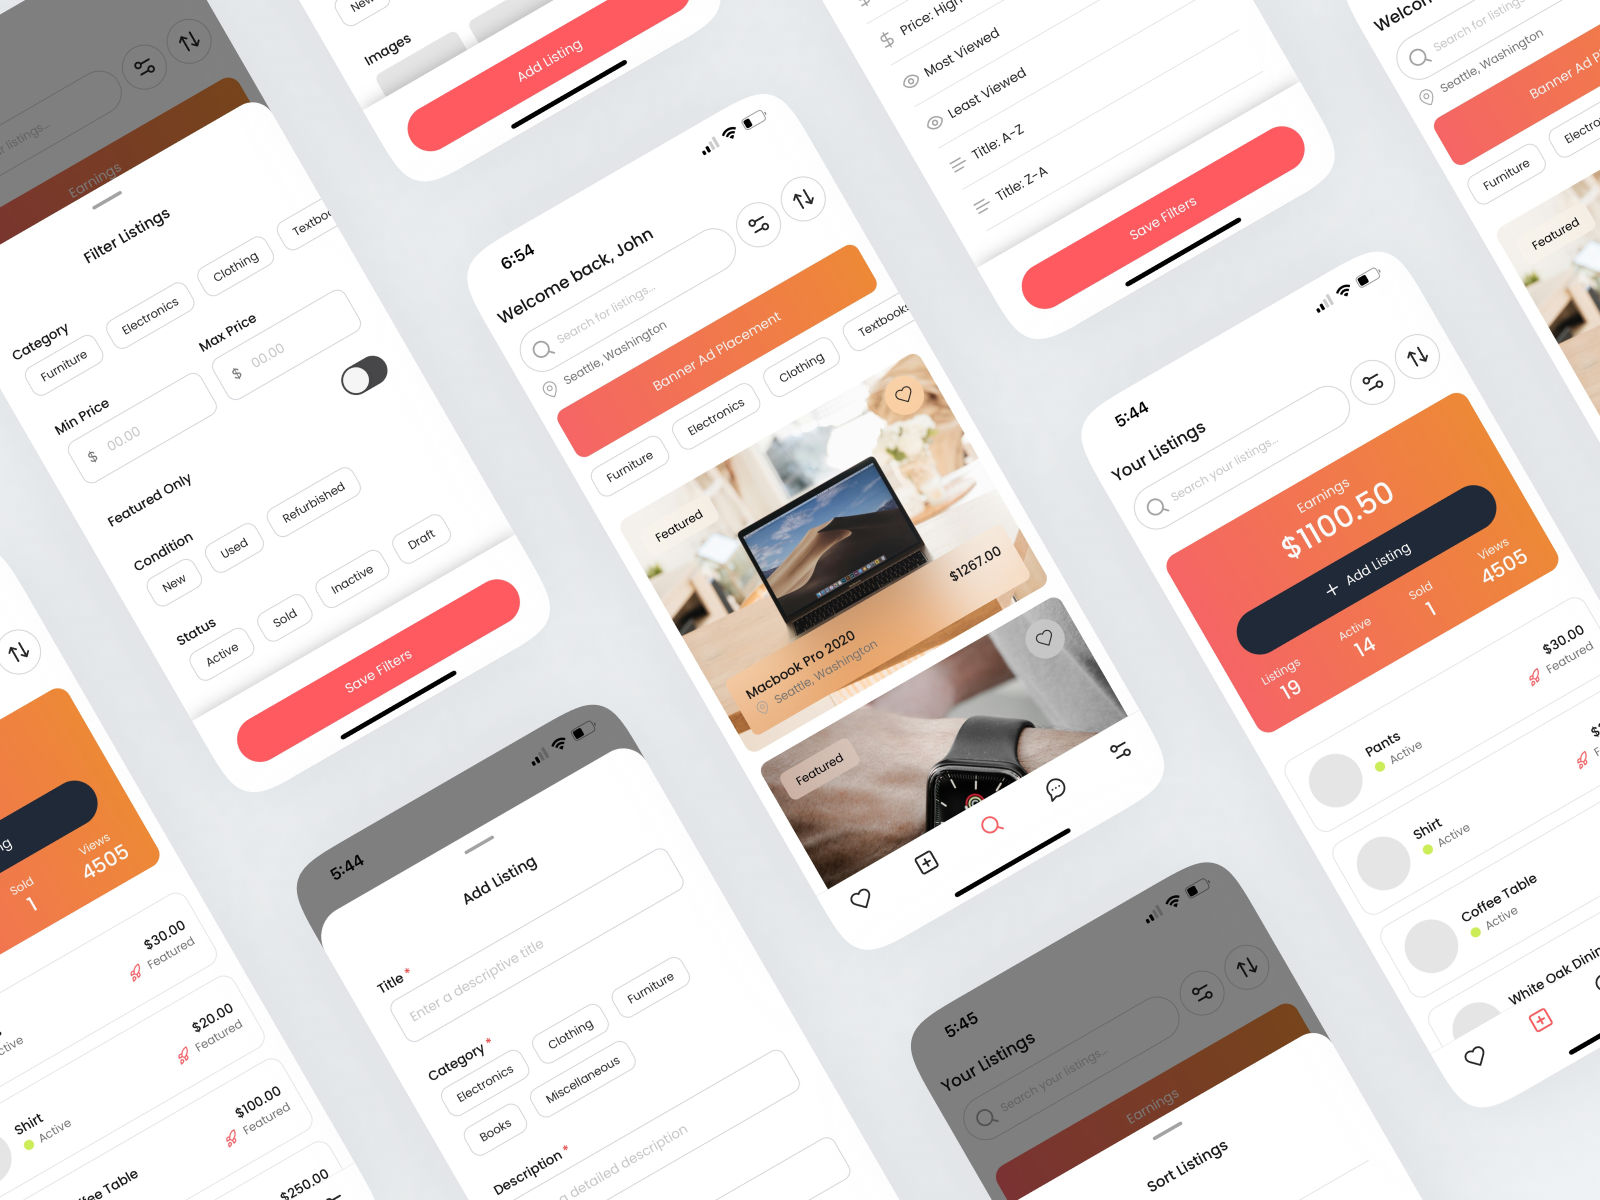 r listings...
Earnings
Filter Listings
Category
Furniture
Electronics
Clothing
Min Price
$ 00.00
Max Price
$ 00.00
Featured Only
Condition
New
Used
Refurbished
Status
Active
Sold
Inactive
Draft
Save Filters
Images
Add Listing
6:54
Welcome back, John
Search for listings...
Seattle, Washington
Banner Ad Placement
Furniture
Electronics
Clothing
Textbooks
Featured
$1267.00
Macbook Pro 2020
Seattle, Washington
Featured
Price: High
Most Viewed
Least Viewed
Title: A-Z
Title: Z-A
Save Filters
Search for listings
Seattle, Washington
Banner Ad P
Furniture
Electro
Featured
5:44
Your Listings
Search your listings...
Earnings
$1100.50
+ Add Listing
Listings
19
Active
14
Sold
1
Views
4505
Pants
Active
$30.00
Featured
Shirt
Active
Coffee Table
Active
White Oak Dinin
ng
Sold
1
Views
4505
$30.00
Featured
ctive
$20.00
Featured
Shirt
Active
$100.00
Featured
ffee Table
$250.00
5:44
Add Listing
Title *
Enter a descriptive title
Category *
Electronics
Clothing
Furniture
Books
Miscellaneous
Description *
a detailed description
5:45
Your Listings
Search your listings...
Earnings
Sort Listings